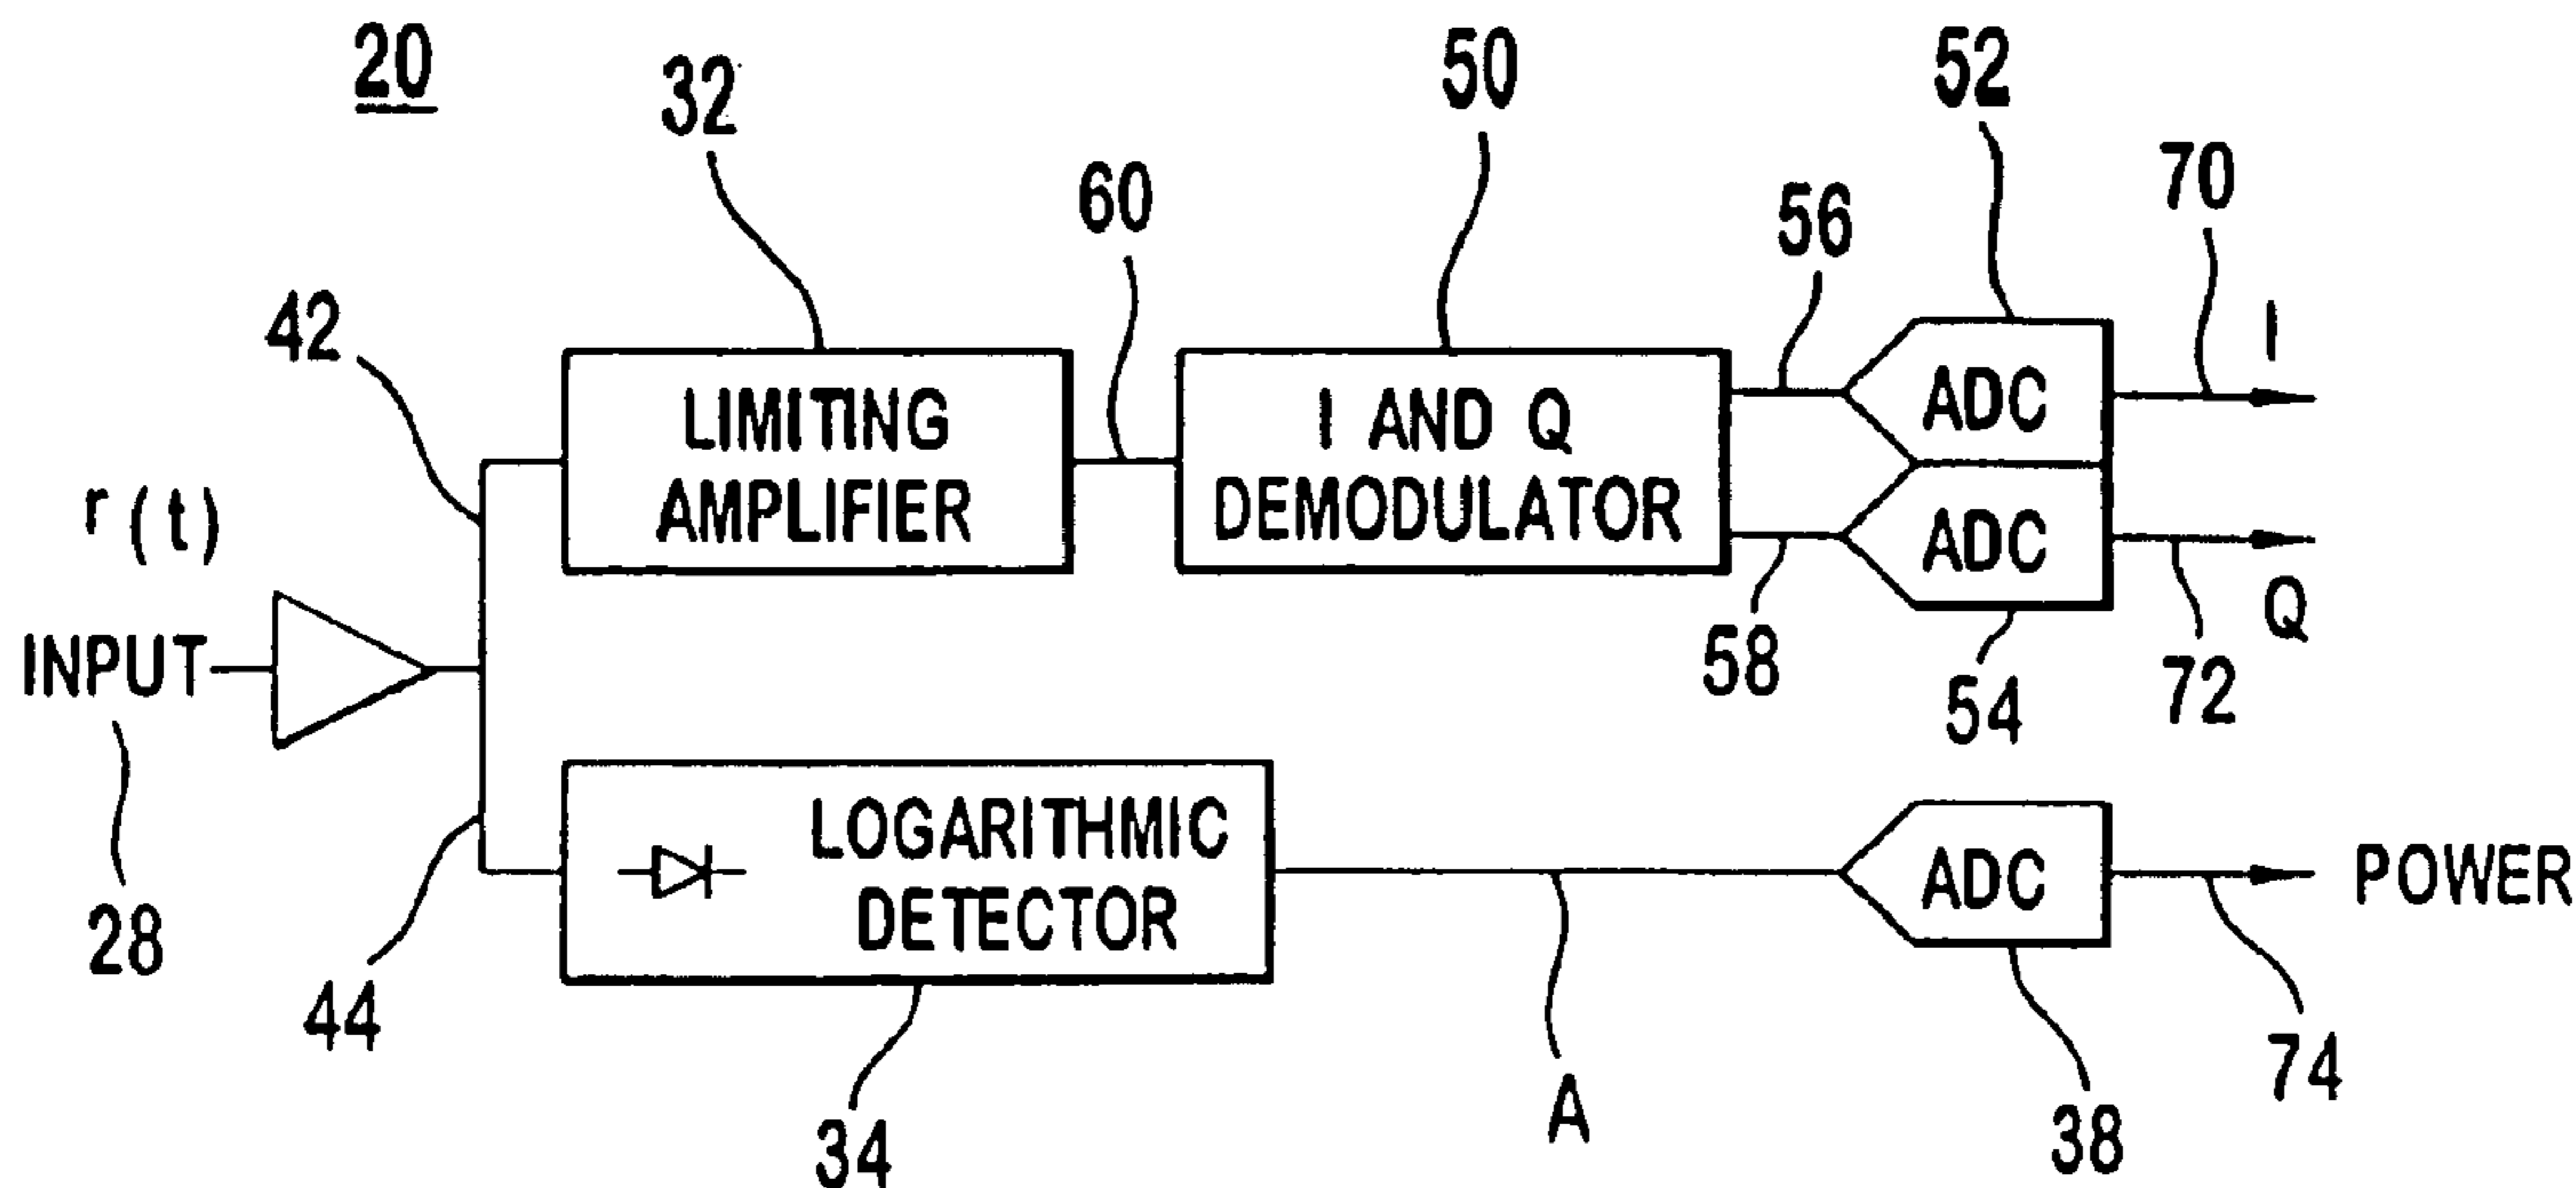 20
32
50
52
60
56
70
42
I
LIMITING
AMPLIFIER
I AND Q
DEMODULATOR
ADC
ADC
r(t)
INPUT
58
54
72
Q
LOGARITHMIC
DETECTOR
ADC
POWER
28
44
34
A
38
74